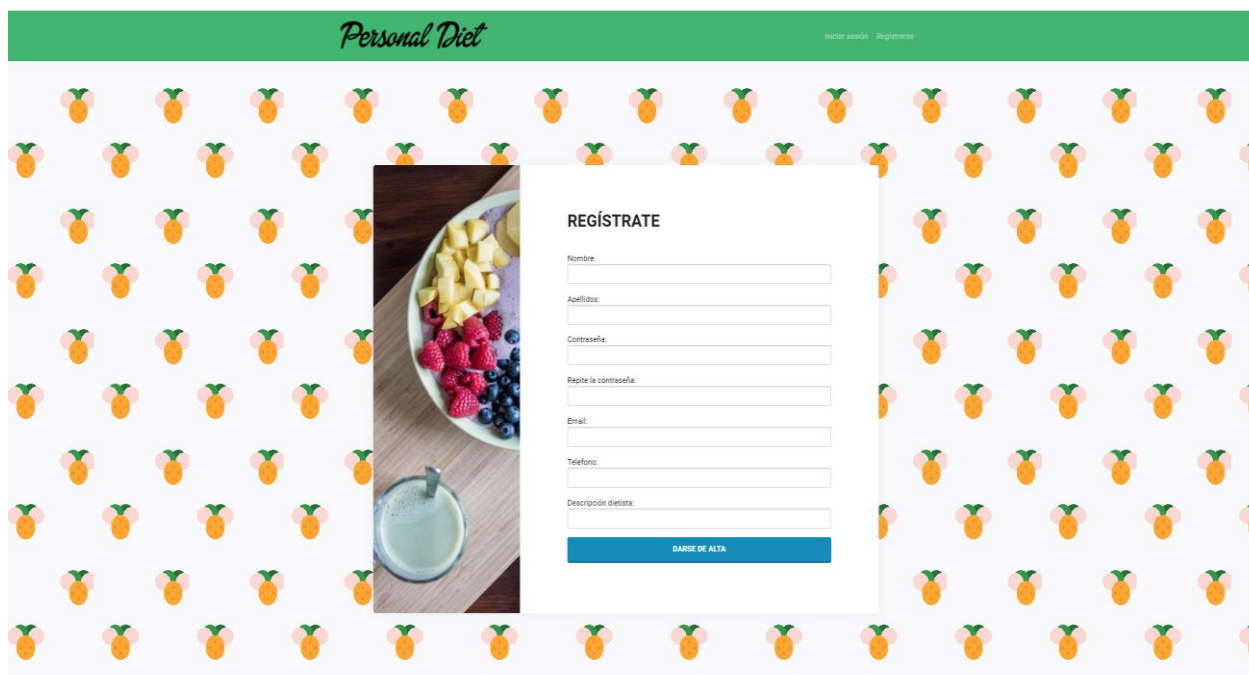 Personal Diet
Iniciar sesión Registrarse
REGÍSTRATE
Nombre:
Apellidos:
Contraseña:
Repite la contraseña:
Email:
Telefono:
Descripción dietista:
DARSE DE ALTA